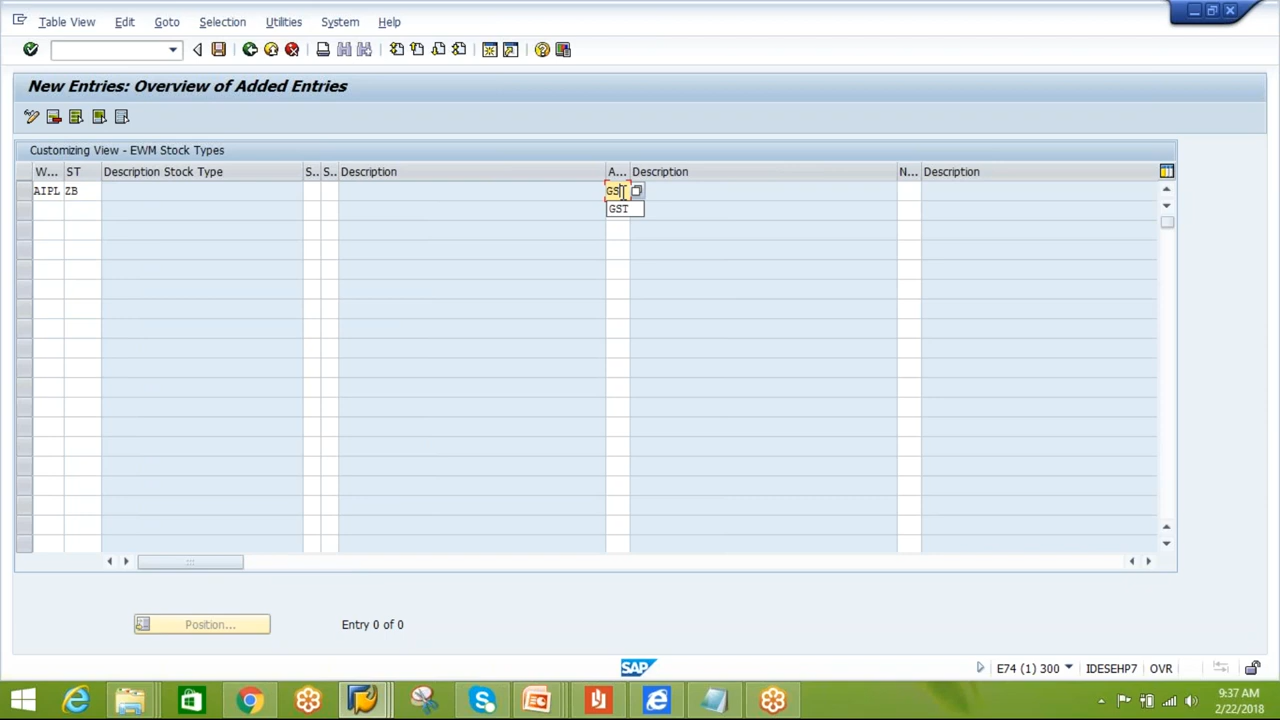 Table View Edit Goto Selection Utilities System Help
New Entries: Overview of Added Entries
Customizing View - EWM Stock Types
W... ST Description Stock Type S.. S.. Description A... Description N... Description
AIPL ZB GS
GST
Position... Entry 0 of 0
SAP E74 (1) 300 IDESEHP7 OVR
9:37 AM
2/22/2018